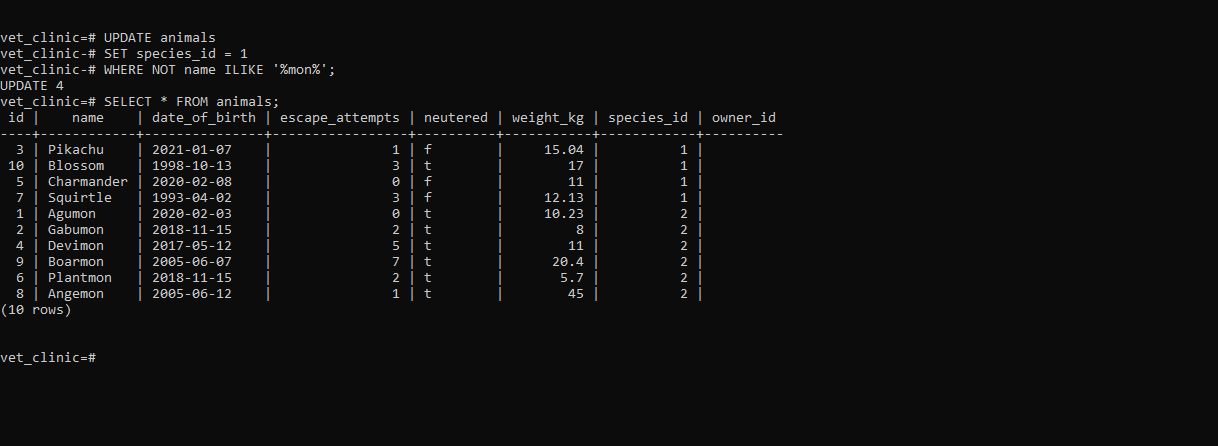 vet_clinic=# UPDATE animals
vet_clinic-# SET species_id = 1
vet_clinic-# WHERE NOT name ILIKE '%mon%';
UPDATE 4
vet_clinic=# SELECT * FROM animals;
 id |    name    | date_of_birth | escape_attempts | neutered | weight_kg | species_id | owner_id
----+------------+---------------+-----------------+----------+-----------+------------+----------
  3 | Pikachu    | 2021-01-07    |               1 | f        |     15.04 |          1 |
 10 | Blossom    | 1998-10-13    |               3 | t        |        17 |          1 |
  5 | Charmander | 2020-02-08    |               0 | f        |        11 |          1 |
  7 | Squirtle   | 1993-04-02    |               3 | f        |     12.13 |          1 |
  1 | Agumon     | 2020-02-03    |               0 | t        |     10.23 |          2 |
  2 | Gabumon    | 2018-11-15    |               2 | t        |         8 |          2 |
  4 | Devimon    | 2017-05-12    |               5 | t        |        11 |          2 |
  9 | Boarmon    | 2005-06-07    |               7 | t        |      20.4 |          2 |
  6 | Plantmon   | 2018-11-15    |               2 | t        |       5.7 |          2 |
  8 | Angemon    | 2005-06-12    |               1 | t        |        45 |          2 |
(10 rows)
vet_clinic=#